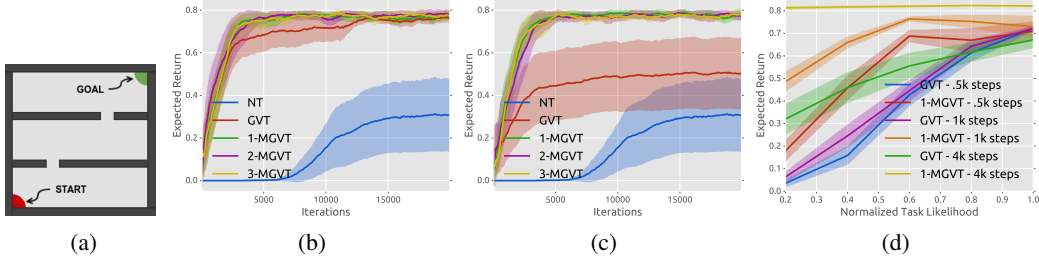 GOAL
START
(a)
Expected Return
0.8
0.6
0.4
0.2
0.0
NT
GVT
1-MGVT
2-MGVT
3-MGVT
5000 10000 15000
Iterations
(b)
Expected Return
0.8
0.6
0.4
0.2
0.0
NT
GVT
1-MGVT
2-MGVT
3-MGVT
5000 10000 15000
Iterations
(c)
Expected Return
0.8
0.7
0.6
0.5
0.4
0.3
0.2
0.1
0.0
GVT - .5k steps
1-MGVT - .5k steps
GVT - 1k steps
1-MGVT - 1k steps
GVT - 4k steps
1-MGVT - 4k steps
0.2 0.3 0.4 0.5 0.6 0.7 0.8 0.9 1.0
Normalized Task Likelihood
(d)